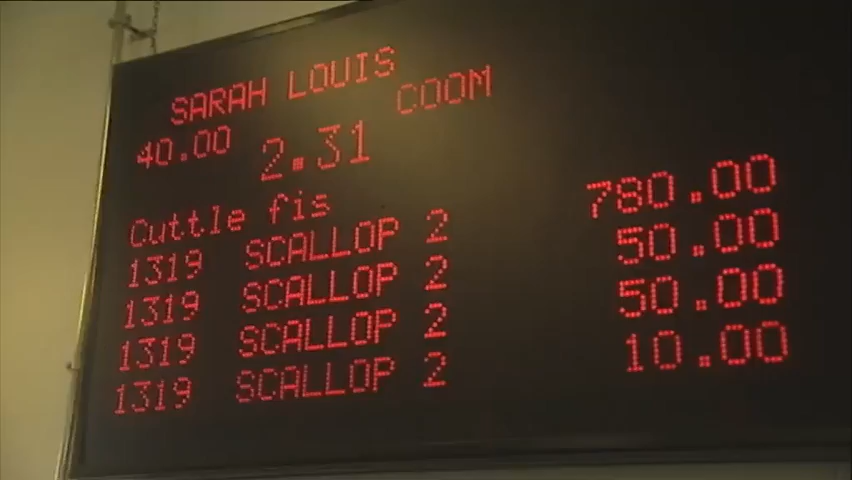 SARAH LOUIS COOM
40.00 2.31
Cuttle fis
1319 SCALLOP 2 780.00
1319 SCALLOP 2 50.00
1319 SCALLOP 2 50.00
1319 SCALLOP 2 10.00